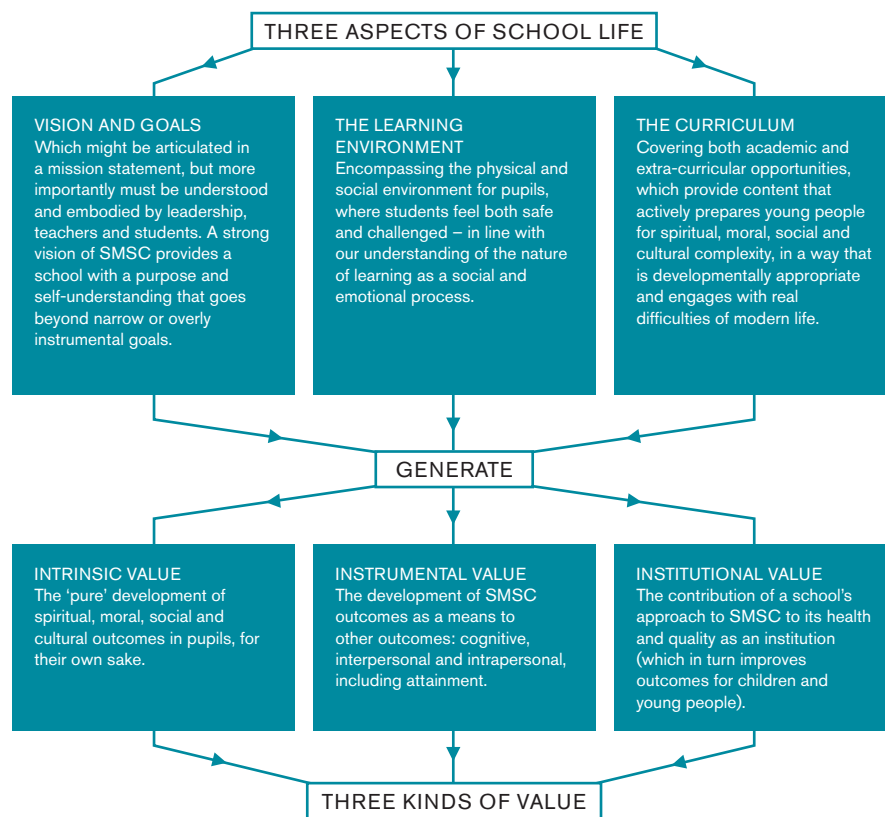 THREE ASPECTS OF SCHOOL LIFE
VISION AND GOALS
Which might be articulated in
a mission statement, but more
importantly must be understood
and embodied by leadership,
teachers and students. A strong
vision of SMSC provides a
school with a purpose and
self-understanding that goes
beyond narrow or overly
instrumental goals.
THE LEARNING
ENVIRONMENT
Encompassing the physical and
social environment for pupils,
where students feel both safe
and challenged – in line with
our understanding of the nature
of learning as a social and
emotional process.
THE CURRICULUM
Covering both academic and
extra-curricular opportunities,
which provide content that
actively prepares young people
for spiritual, moral, social and
cultural complexity, in a way that
is developmentally appropriate
and engages with real
difficulties of modern life.
GENERATE
INTRINSIC VALUE
The ‘pure’ development of
spiritual, moral, social and
cultural outcomes in pupils, for
their own sake.
INSTRUMENTAL VALUE
The development of SMSC
outcomes as a means to
other outcomes: cognitive,
interpersonal and intrapersonal,
including attainment.
INSTITUTIONAL VALUE
The contribution of a school’s
approach to SMSC to its health
and quality as an institution
(which in turn improves
outcomes for children and
young people).
THREE KINDS OF VALUE